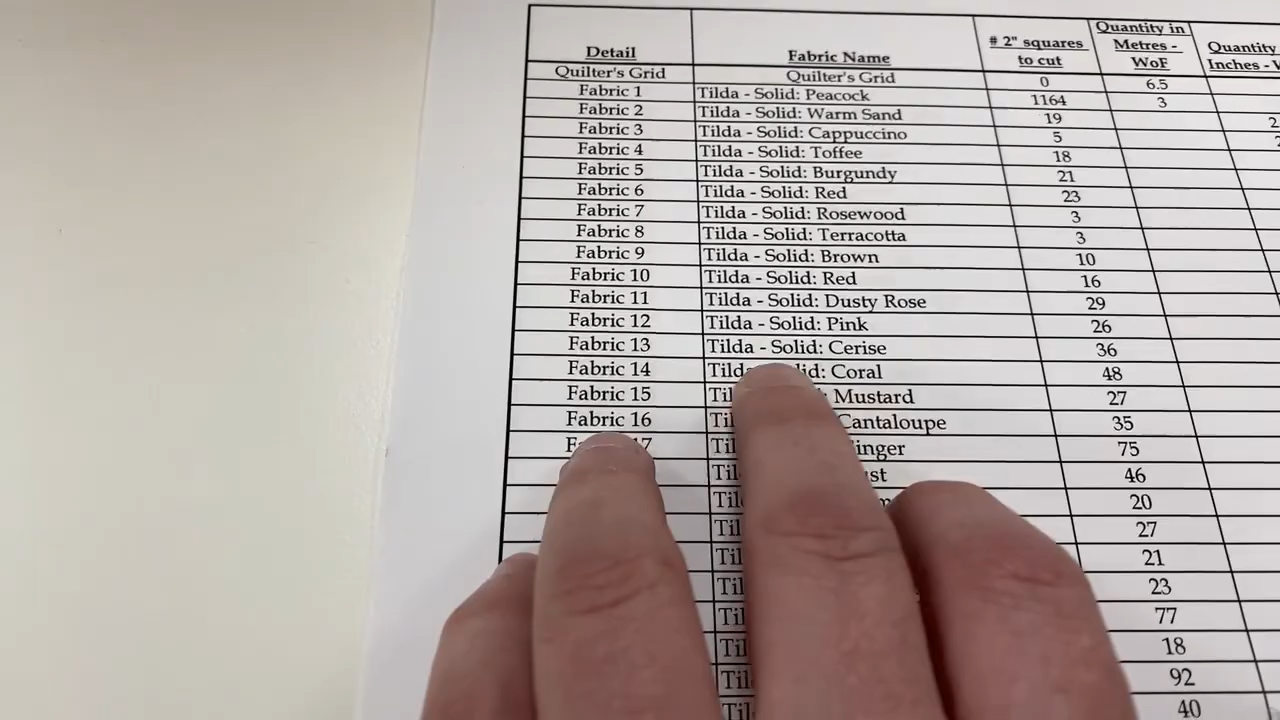 Detail Fabric Name # 2" squares to cut Quantity in Metres - WoF Quantity Inches -
Quilter's Grid Quilter's Grid 0 6.5
Fabric 1 Tilda - Solid: Peacock 1164 3
Fabric 2 Tilda - Solid: Warm Sand 19
Fabric 3 Tilda - Solid: Cappuccino 5
Fabric 4 Tilda - Solid: Toffee 18
Fabric 5 Tilda - Solid: Burgundy 21
Fabric 6 Tilda - Solid: Red 23
Fabric 7 Tilda - Solid: Rosewood 3
Fabric 8 Tilda - Solid: Terracotta 3
Fabric 9 Tilda - Solid: Brown 10
Fabric 10 Tilda - Solid: Red 16
Fabric 11 Tilda - Solid: Dusty Rose 29
Fabric 12 Tilda - Solid: Pink 26
Fabric 13 Tilda - Solid: Cerise 36
Fabric 14 Coral 48
Fabric 15 Mustard 27
Fabric 16 Cantaloupe 35
75
46
20
27
21
23
77
18
92
40